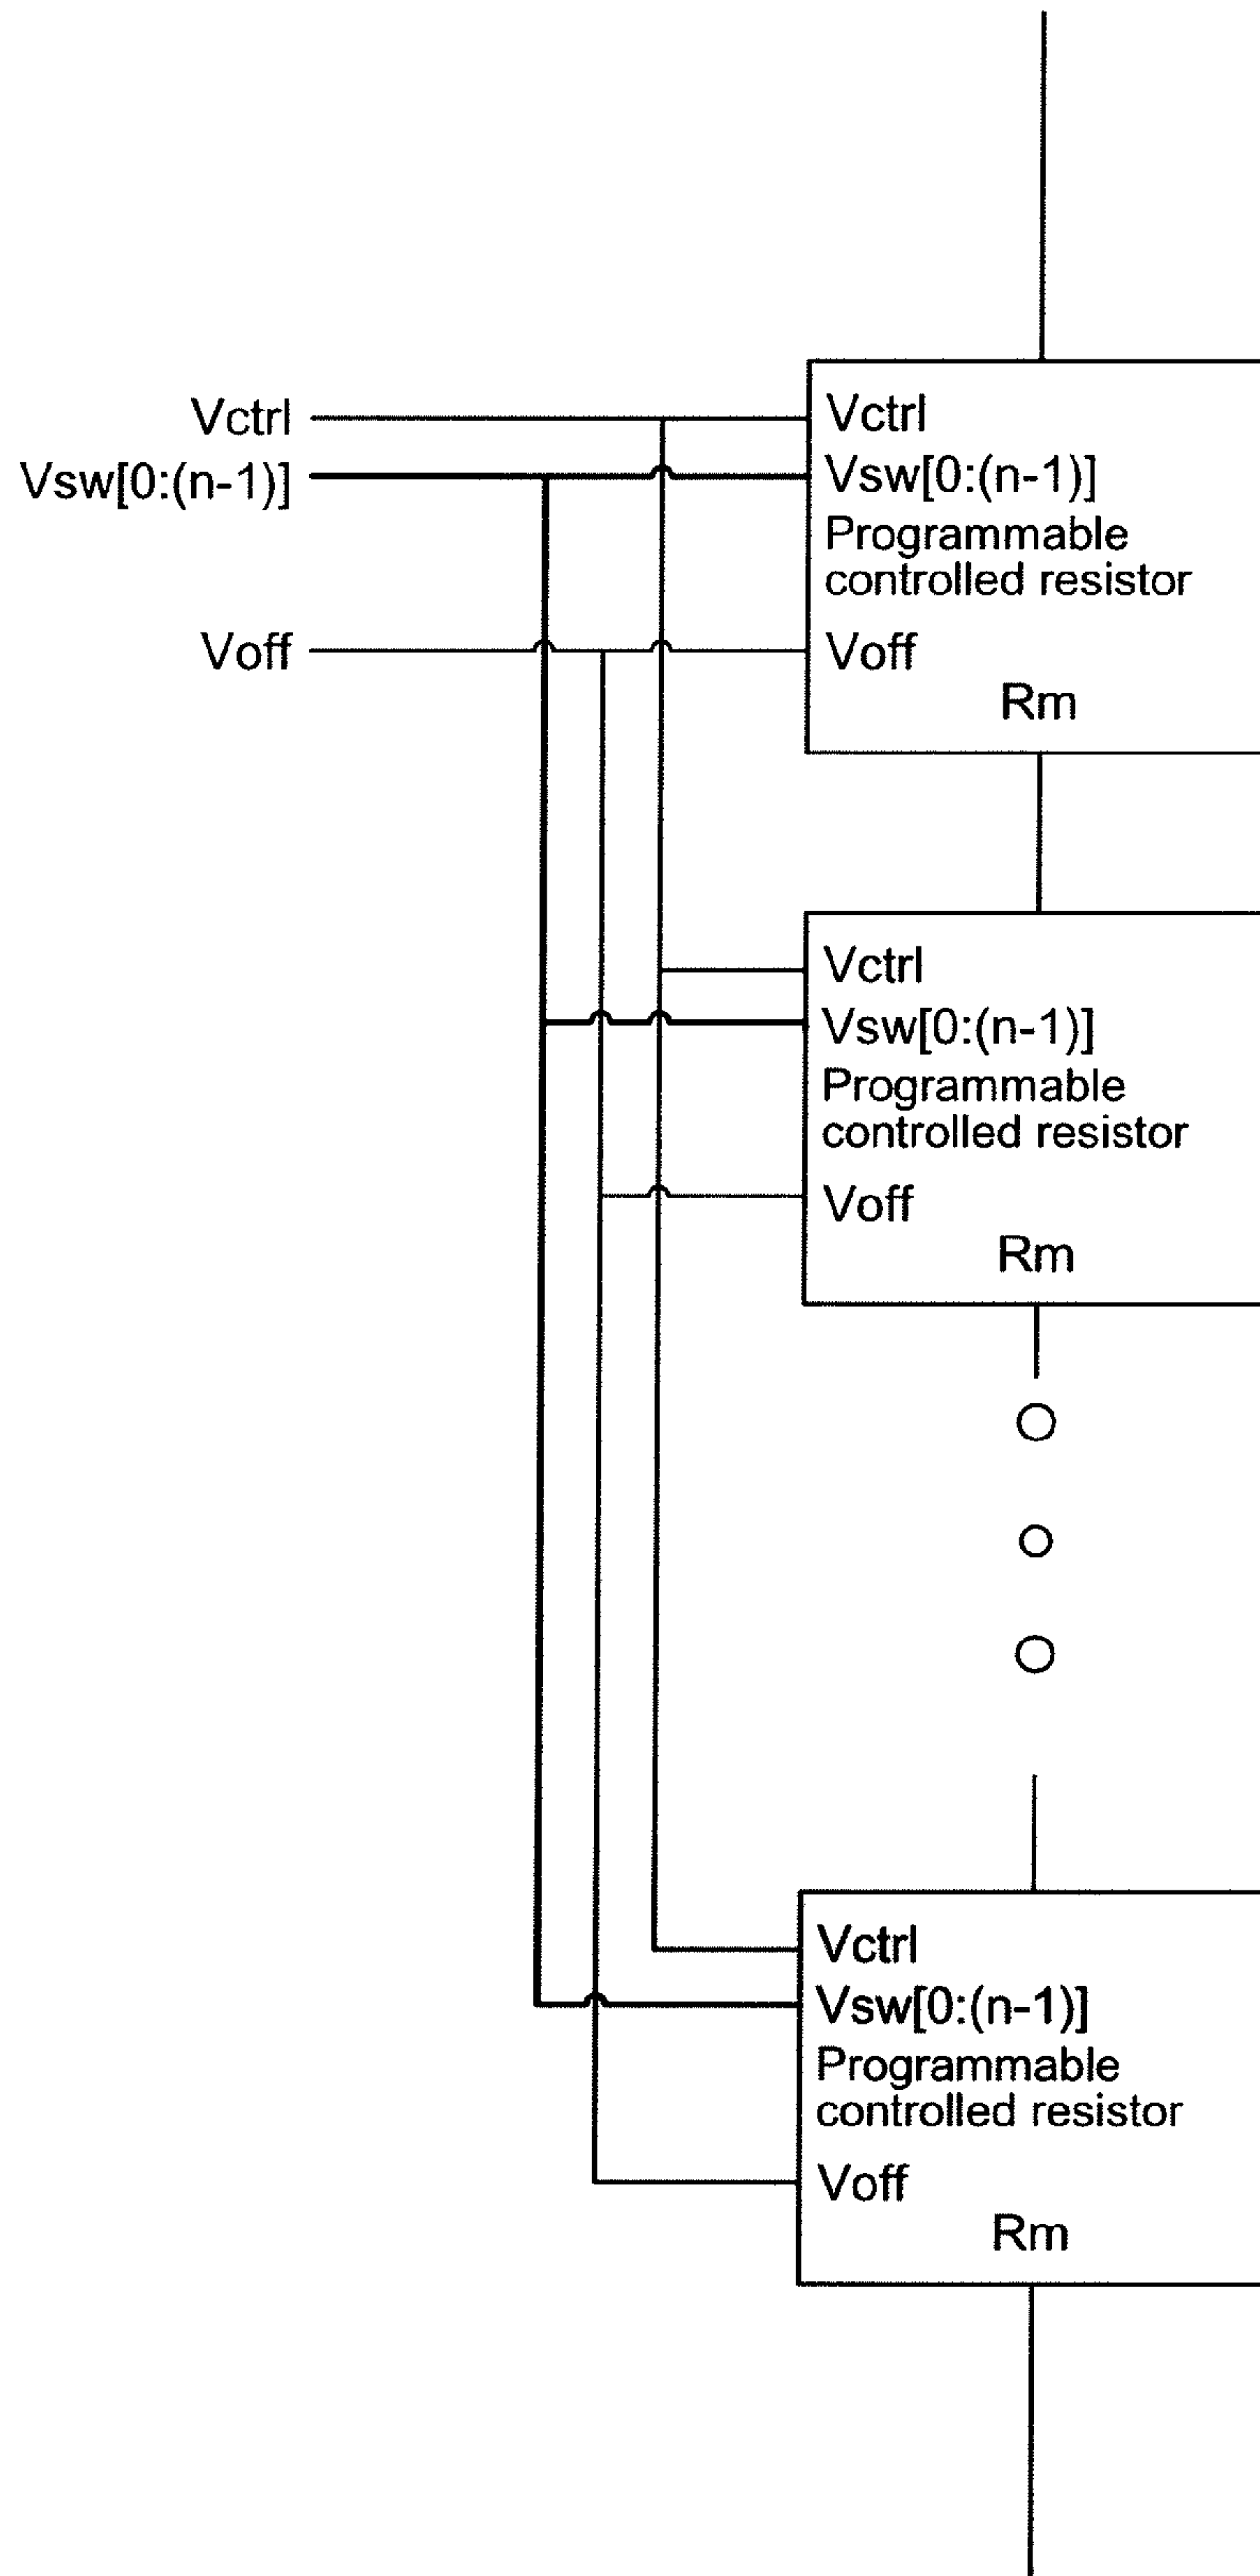 Vctrl
Vsw[0:(n-1)]
Voff
Vctrl
Vsw[0:(n-1)]
Programmable
controlled resistor
Voff
Rm
Vctrl
Vsw[0:(n-1)]
Programmable
controlled resistor
Voff
Rm
Vctrl
Vsw[0:(n-1)]
Programmable
controlled resistor
Voff
Rm